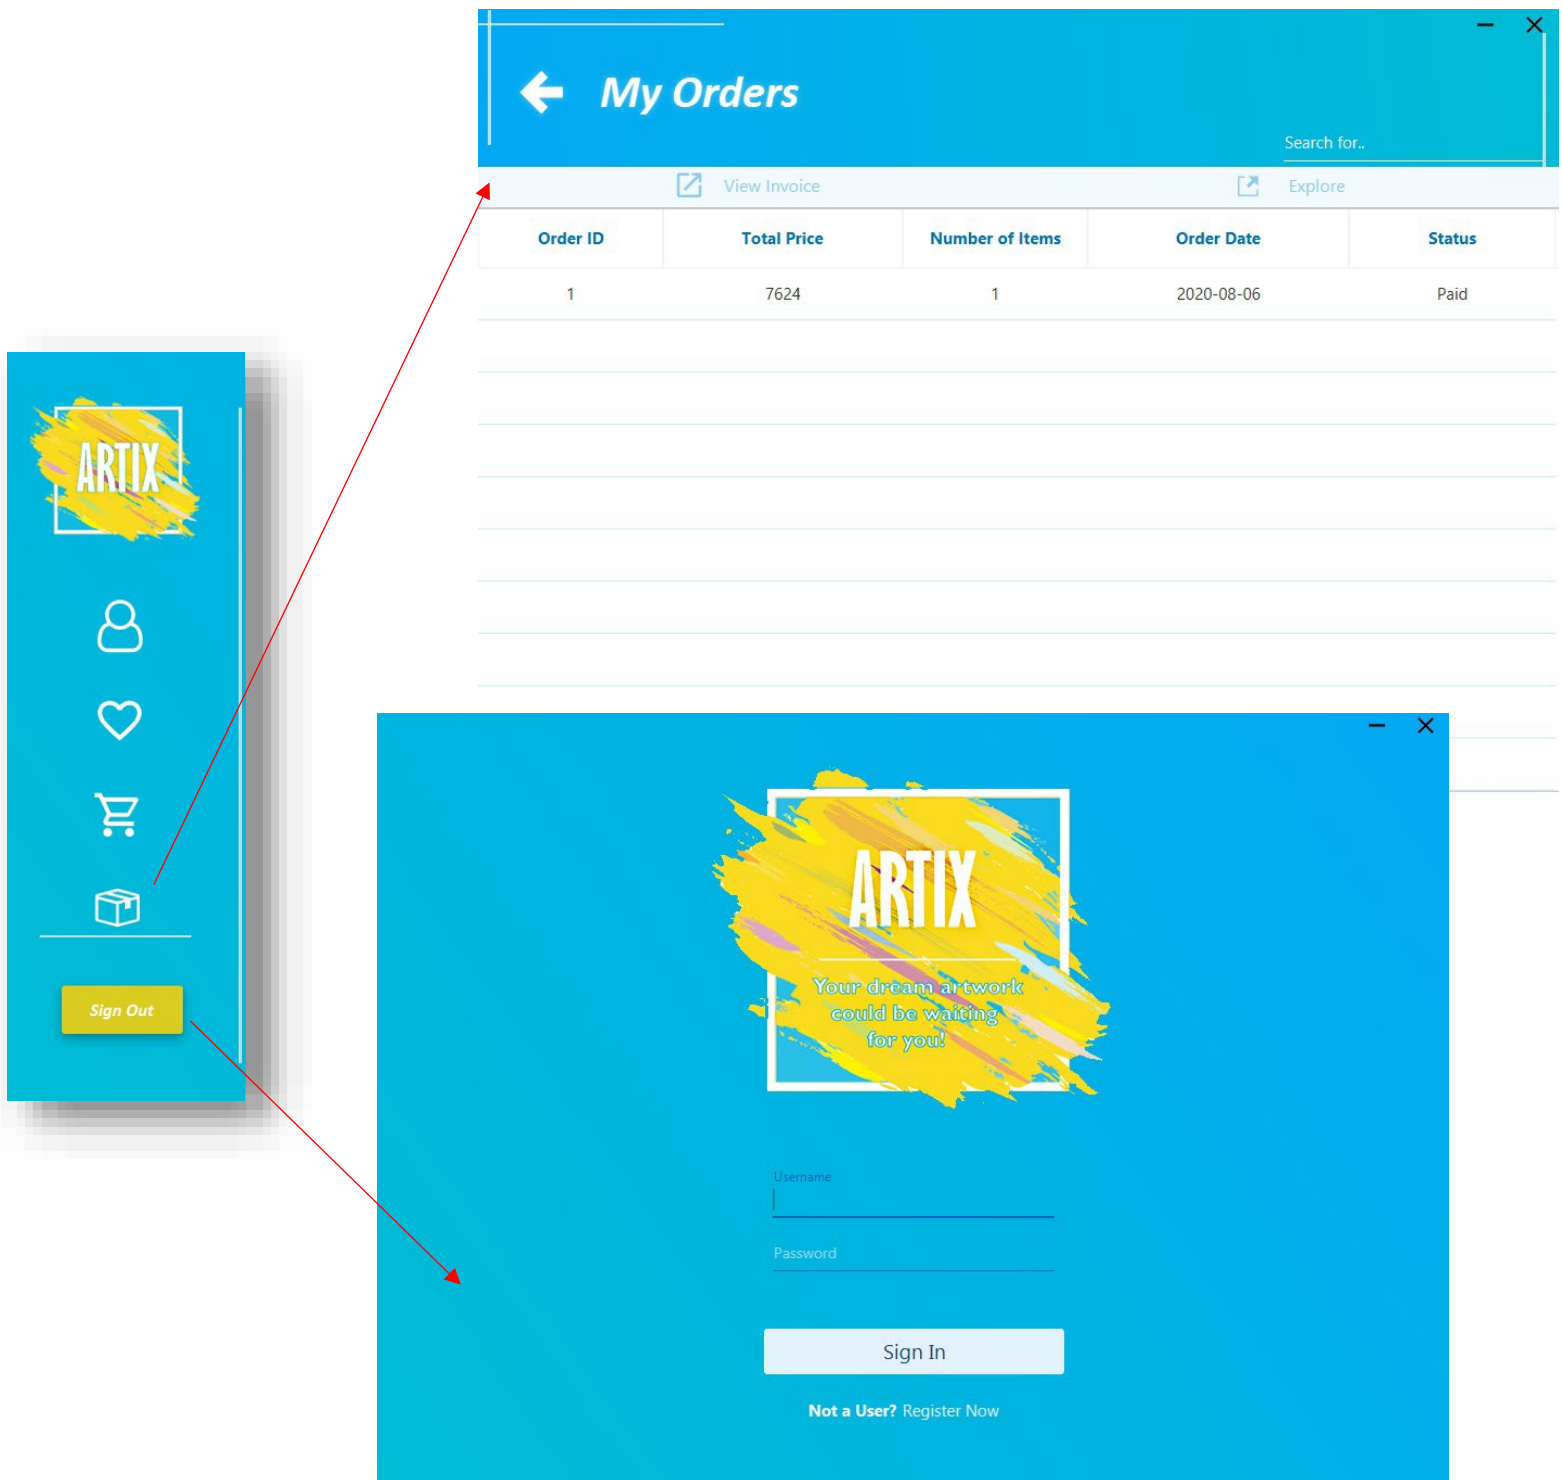 My Orders
Search for..
View Invoice
Explore
Order ID
Total Price
Number of Items
Order Date
Status
1
7624
1
2020-08-06
Paid
ARTIX
Sign Out
ARTIX
Your dream artwork
could be waiting
for you!
Username
Password
Sign In
Not a User? Register Now